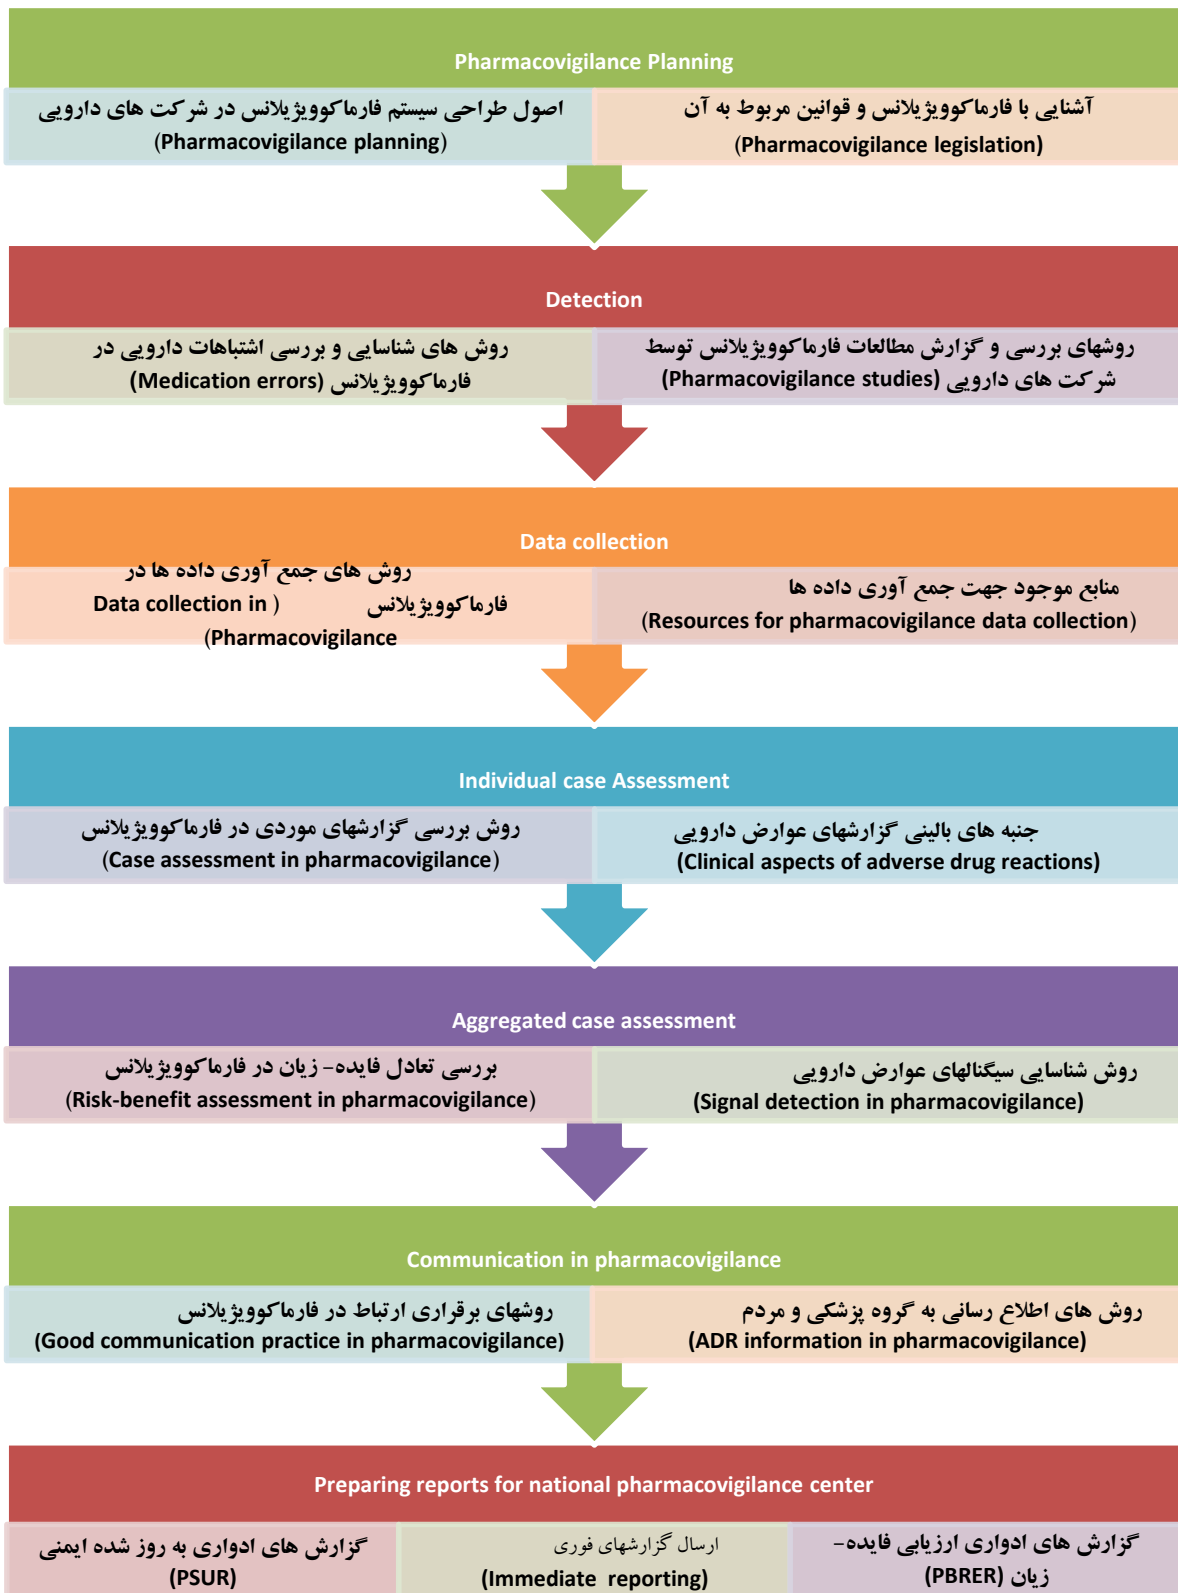 Pharmacovigilance Planning
آشنایی با فارماکوویژیلانس و قوانین مربوط به آن
(Pharmacovigilance legislation)
اصول طراحی سیستم فارماکوویژیلانس در شرکت های دارویی
(Pharmacovigilance planning)
Detection
روشهای بررسی و گزارش مطالعات فارماکوویژیلانس توسط
شرکت های دارویی (Pharmacovigilance studies)
روش های شناسایی و بررسی اشتباهات دارویی در
فارماکوویژیلانس (Medication errors)
Data collection
منابع موجود جهت جمع آوری داده ها
(Resources for pharmacovigilance data collection)
روش های جمع آوری داده ها در
فارماکوویژیلانس (Data collection in
Pharmacovigilance)
Individual case Assessment
جنبه های بالینی گزارشهای عوارض دارویی
(Clinical aspects of adverse drug reactions)
روش بررسی گزارشهای موردی در فارماکوویژیلانس
(Case assessment in pharmacovigilance)
Aggregated case assessment
روش شناسایی سیگنالهای عوارض دارویی
(Signal detection in pharmacovigilance)
بررسی تعادل فایده- زیان در فارماکوویژیلانس
(Risk-benefit assessment in pharmacovigilance)
Communication in pharmacovigilance
روش های اطلاع رسانی به گروه پزشکی و مردم
(ADR information in pharmacovigilance)
روشهای برقراری ارتباط در فارماکوویژیلانس
(Good communication practice in pharmacovigilance)
Preparing reports for national pharmacovigilance center
گزارش های ادواری ارزیابی فایده-
زیان (PBRER)
ارسال گزارشهای فوری
(Immediate reporting)
گزارش های ادواری به روز شده ایمنی
(PSUR)